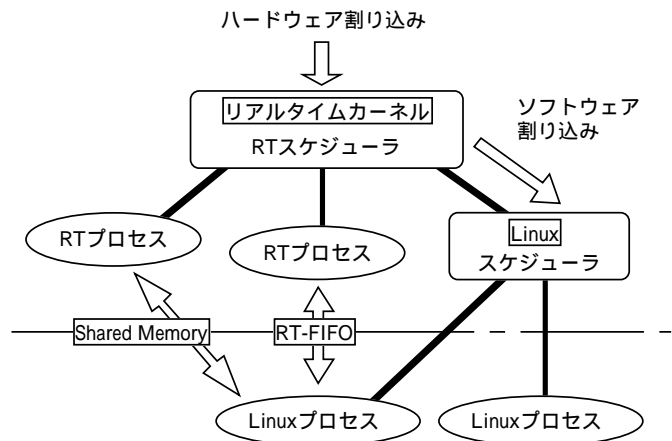 ハードウェア割り込み
リアルタイムカーネル
RTスケジューラ
ソフトウェア
割り込み
RTプロセス
RTプロセス
Linux
スケジューラ
Shared Memory
RT-FIFO
Linuxプロセス
Linuxプロセス